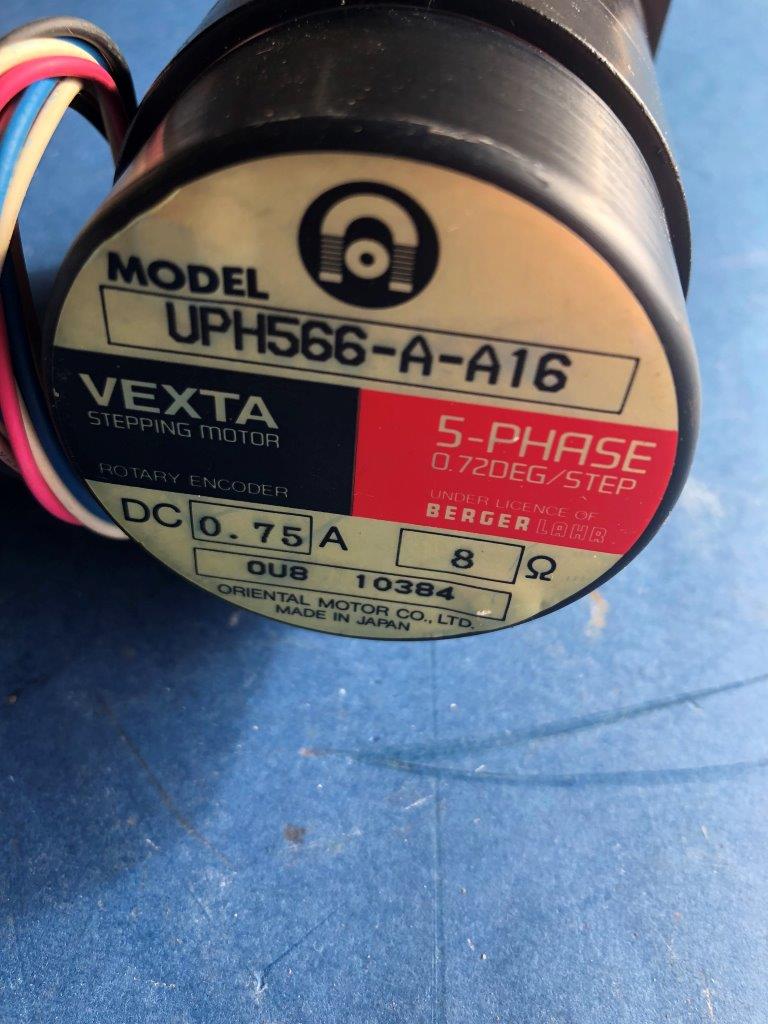 MODEL
UPH566-A-A16
VEXTA
STEPPING MOTOR
ROTARY ENCODER
5-PHASE
0.72DEG/STEP
UNDER LICENCE OF
BERGER LAHR
DC 0.75 A 8 Ω
0U8 10384
ORIENTAL MOTOR CO., LTD.
MADE IN JAPAN